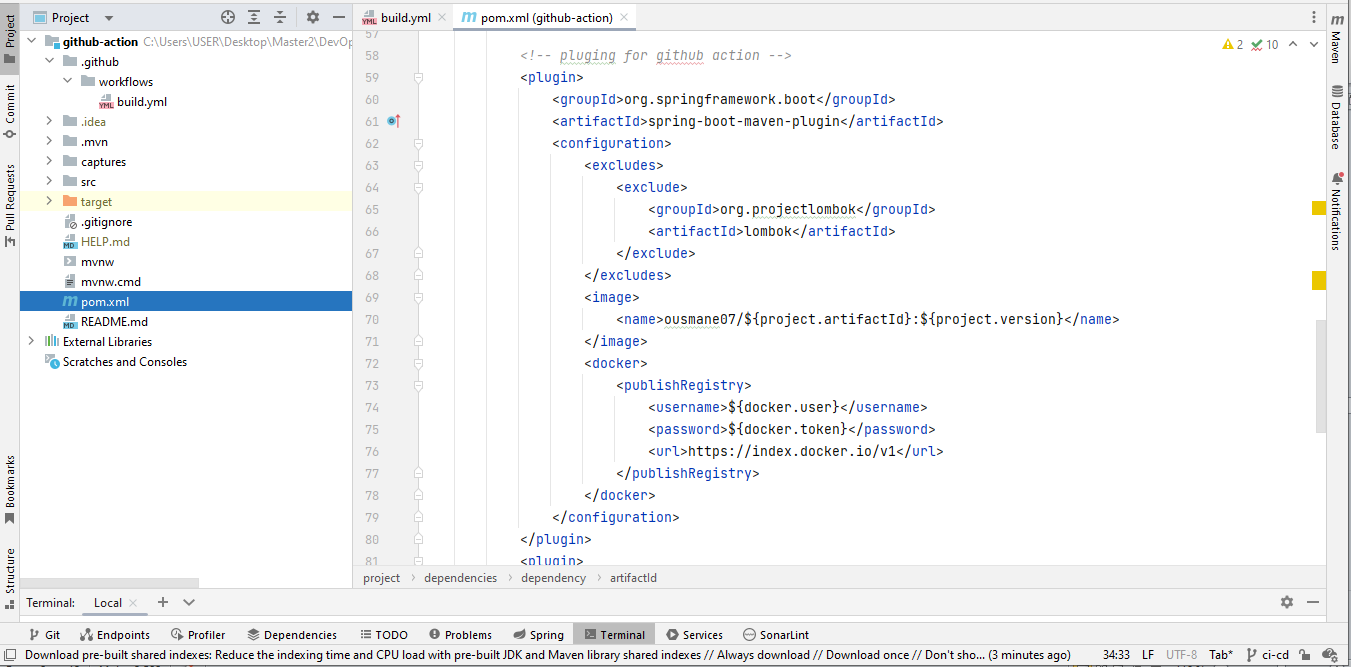 Project
build.yml
pom.xml (github-action)
Project
Commit
Pull Requests
Bookmarks
Structure
github-action C:\Users\USER\Desktop\Master2\DevOp
.github
workflows
build.yml
.idea
.mvn
captures
src
target
.gitignore
HELP.md
mvnw
mvnw.cmd
pom.xml
README.md
External Libraries
Scratches and Consoles
57
58 <!-- pluging for github action -->
59 <plugin>
60 <groupId>org.springframework.boot</groupId>
61 <artifactId>spring-boot-maven-plugin</artifactId>
62 <configuration>
63 <excludes>
64 <exclude>
65 <groupId>org.projectlombok</groupId>
66 <artifactId>lombok</artifactId>
67 </exclude>
68 </excludes>
69 <image>
70 <name>ousmane07/${project.artifactId}:${project.version}</name>
71 </image>
72 <docker>
73 <publishRegistry>
74 <username>${docker.user}</username>
75 <password>${docker.token}</password>
76 <url>https://index.docker.io/v1</url>
77 </publishRegistry>
78 </docker>
79 </configuration>
80 </plugin>
81 <plugin>
2 10
m
Maven
Database
Notifications
project > dependencies > dependency > artifactId
Terminal: Local
Git Endpoints Profiler Dependencies TODO Problems Spring Terminal Services SonarLint
Download pre-built shared indexes: Reduce the indexing time and CPU load with pre-built JDK and Maven library shared indexes // Always download // Download once // Don't sho... (3 minutes ago) 34:33 LF UTF-8 Tab* ci-cd